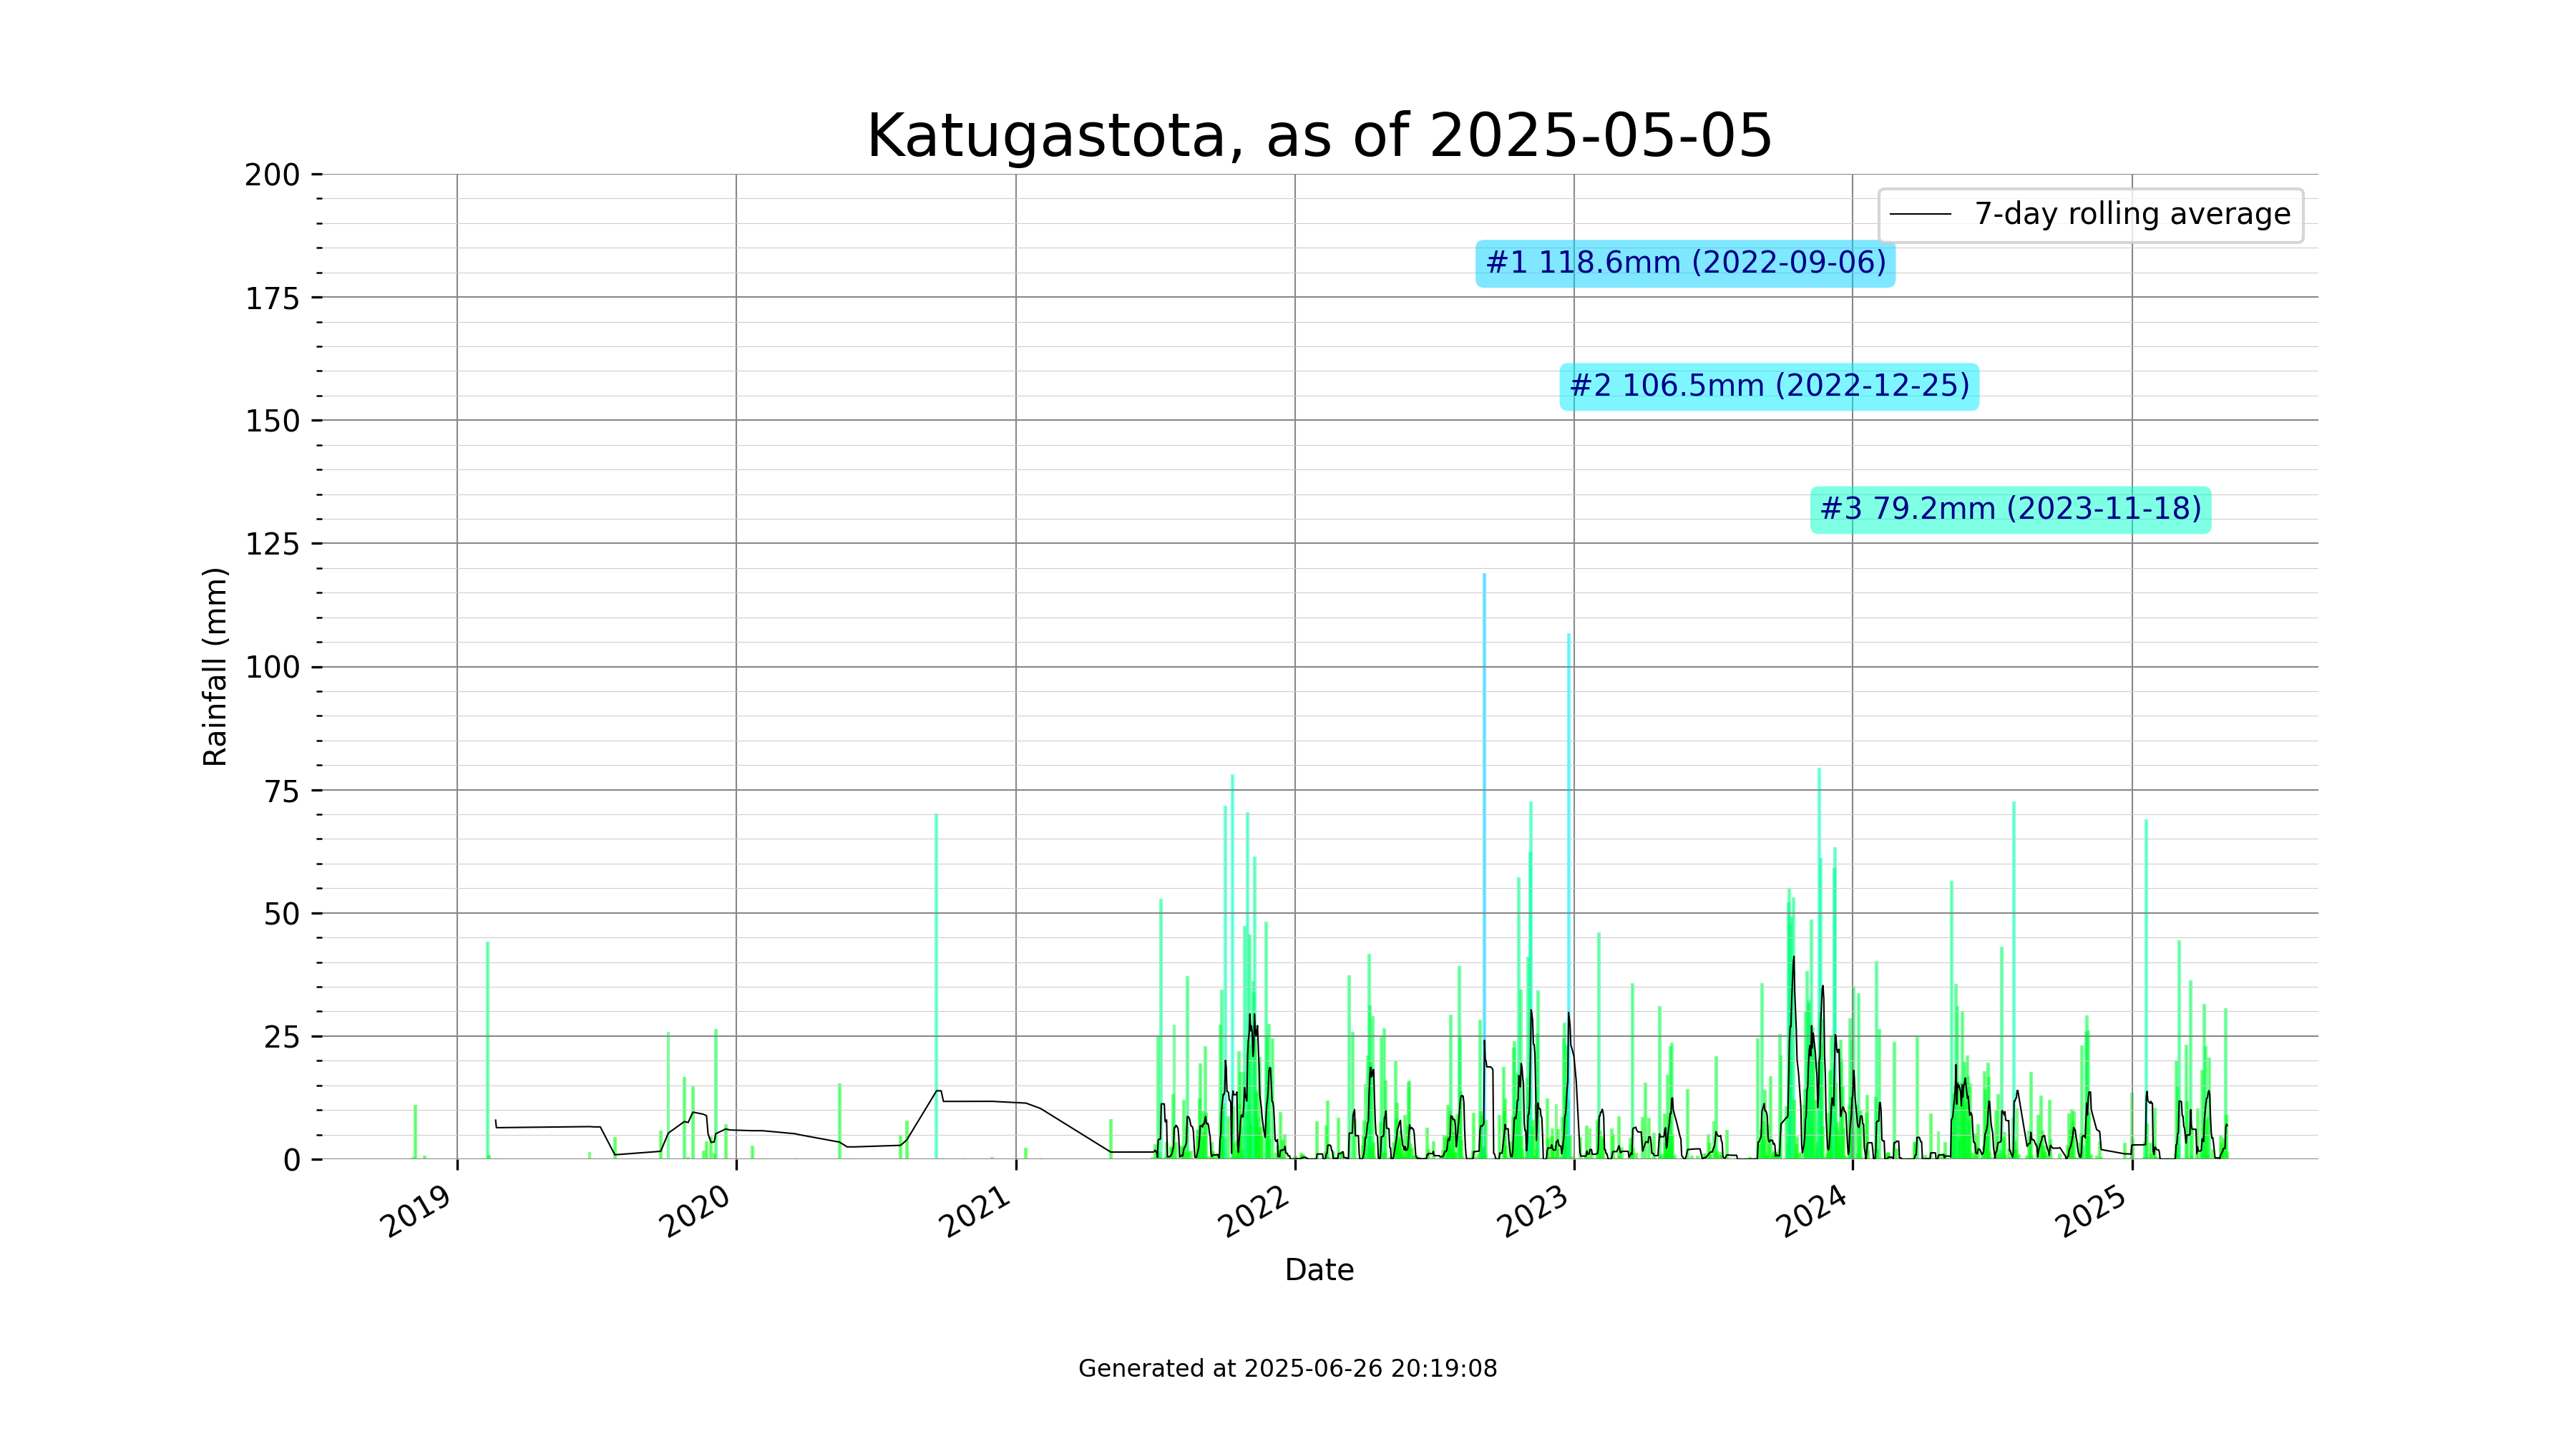 Katugastota, as of 2025-05-05
200
175
150
125
100
75
50
25
0
Rainfall (mm)
7-day rolling average
#1 118.6mm (2022-09-06)
#2 106.5mm (2022-12-25)
#3 79.2mm (2023-11-18)
2019
2020
2021
2022
2023
2024
2025
Date
Generated at 2025-06-26 20:19:08